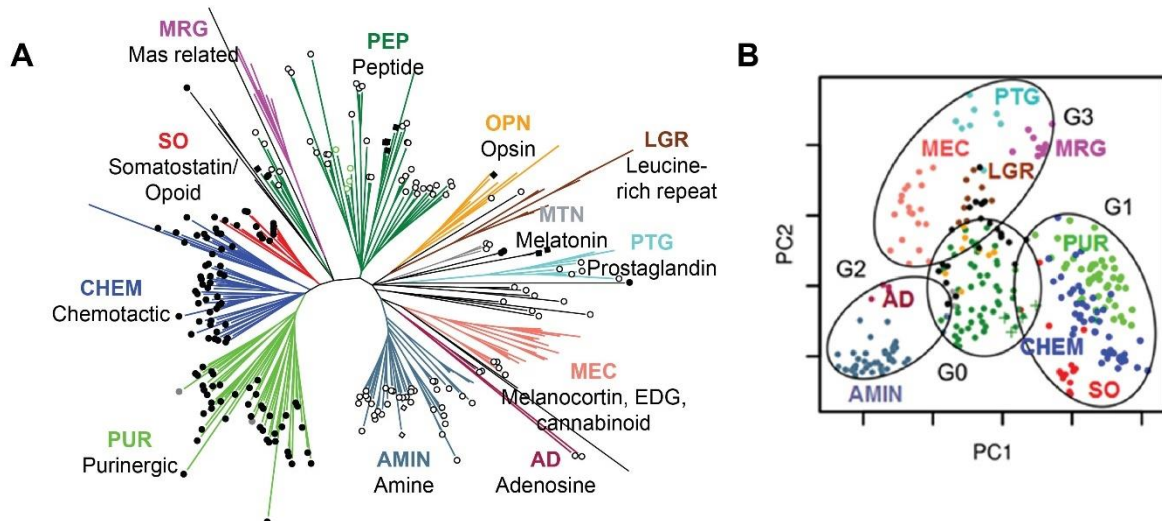 A
MRG
Mas related
PEP
Peptide
SO
Somatostatin/
Opoid
OPN
Opsin
LGR
Leucine-
rich repeat
MTN
Melatonin
PTG
Prostaglandin
CHEM
Chemotactic
MEC
Melanocortin, EDG,
cannabinoid
PUR
Purinergic
AMIN
Amine
AD
Adenosine
B
PTG
G3
MEC
MRG
LGR
G1
PUR
G2
AD
CHEM
G0
SO
AMIN
PC2
PC1